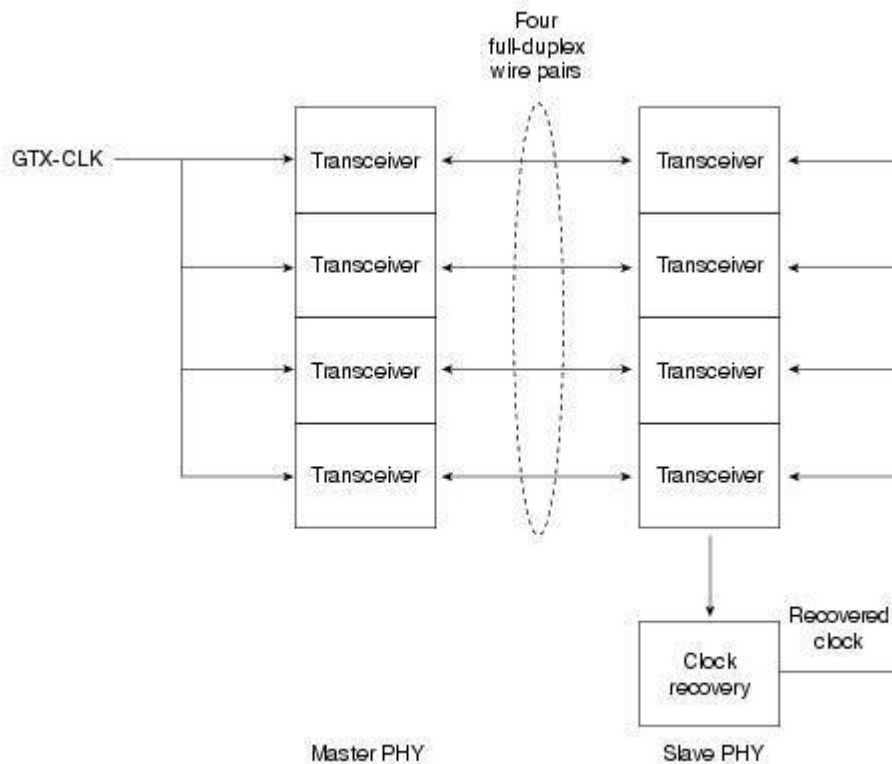 Four
full-duplex
wire pairs
GTX-CLK
Transceiver
Transceiver
Transceiver
Transceiver
Transceiver
Transceiver
Transceiver
Transceiver
Recovered
clock
Clock
recovery
Master PHY
Slave PHY